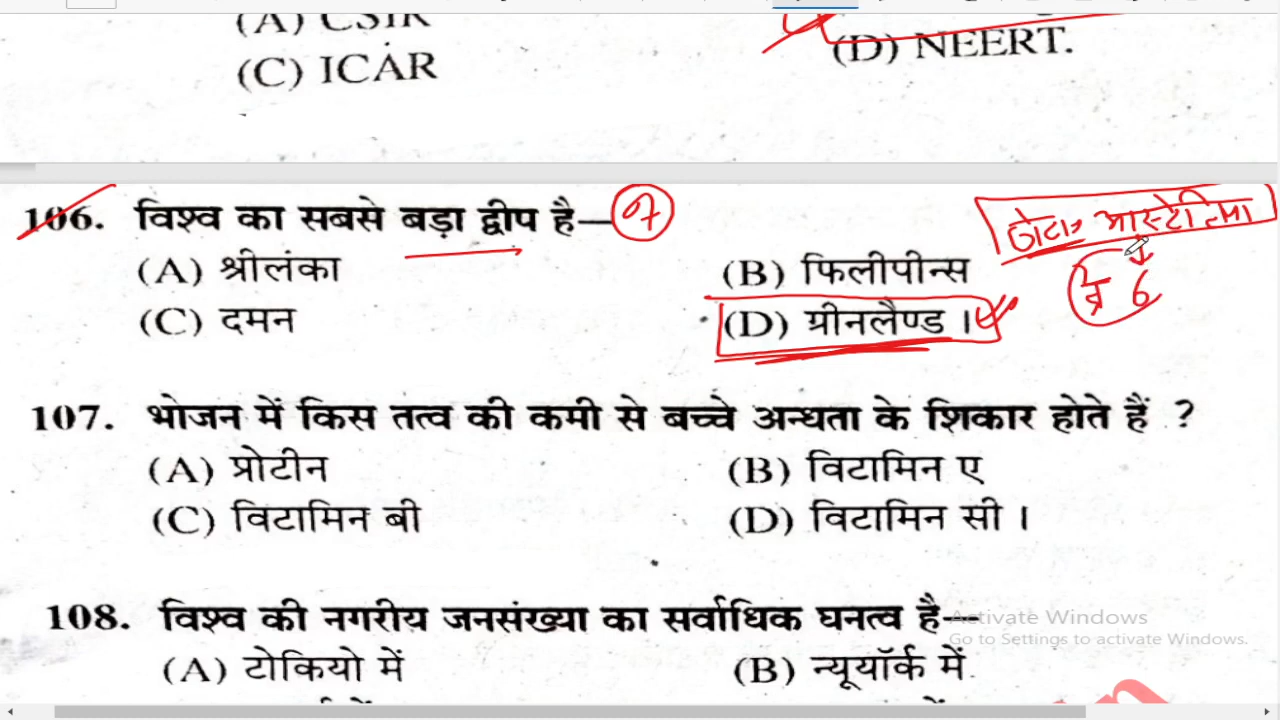 (A) CSIR
(C) ICAR (D) NEERT.
106. विश्व का सबसे बड़ा द्वीप है—
(A) श्रीलंका (B) फिलीपीन्स
(C) दमन (D) ग्रीनलैण्ड ।
107. भोजन में किस तत्व की कमी से बच्चे अन्धता के शिकार होते हैं ?
(A) प्रोटीन (B) विटामिन ए
(C) विटामिन बी (D) विटामिन सी ।
108. विश्व की नगरीय जनसंख्या का सर्वाधिक घनत्व है—
(A) टोकियो में (B) न्यूयॉर्क में
Activate Windows
Go to Settings to activate Windows.